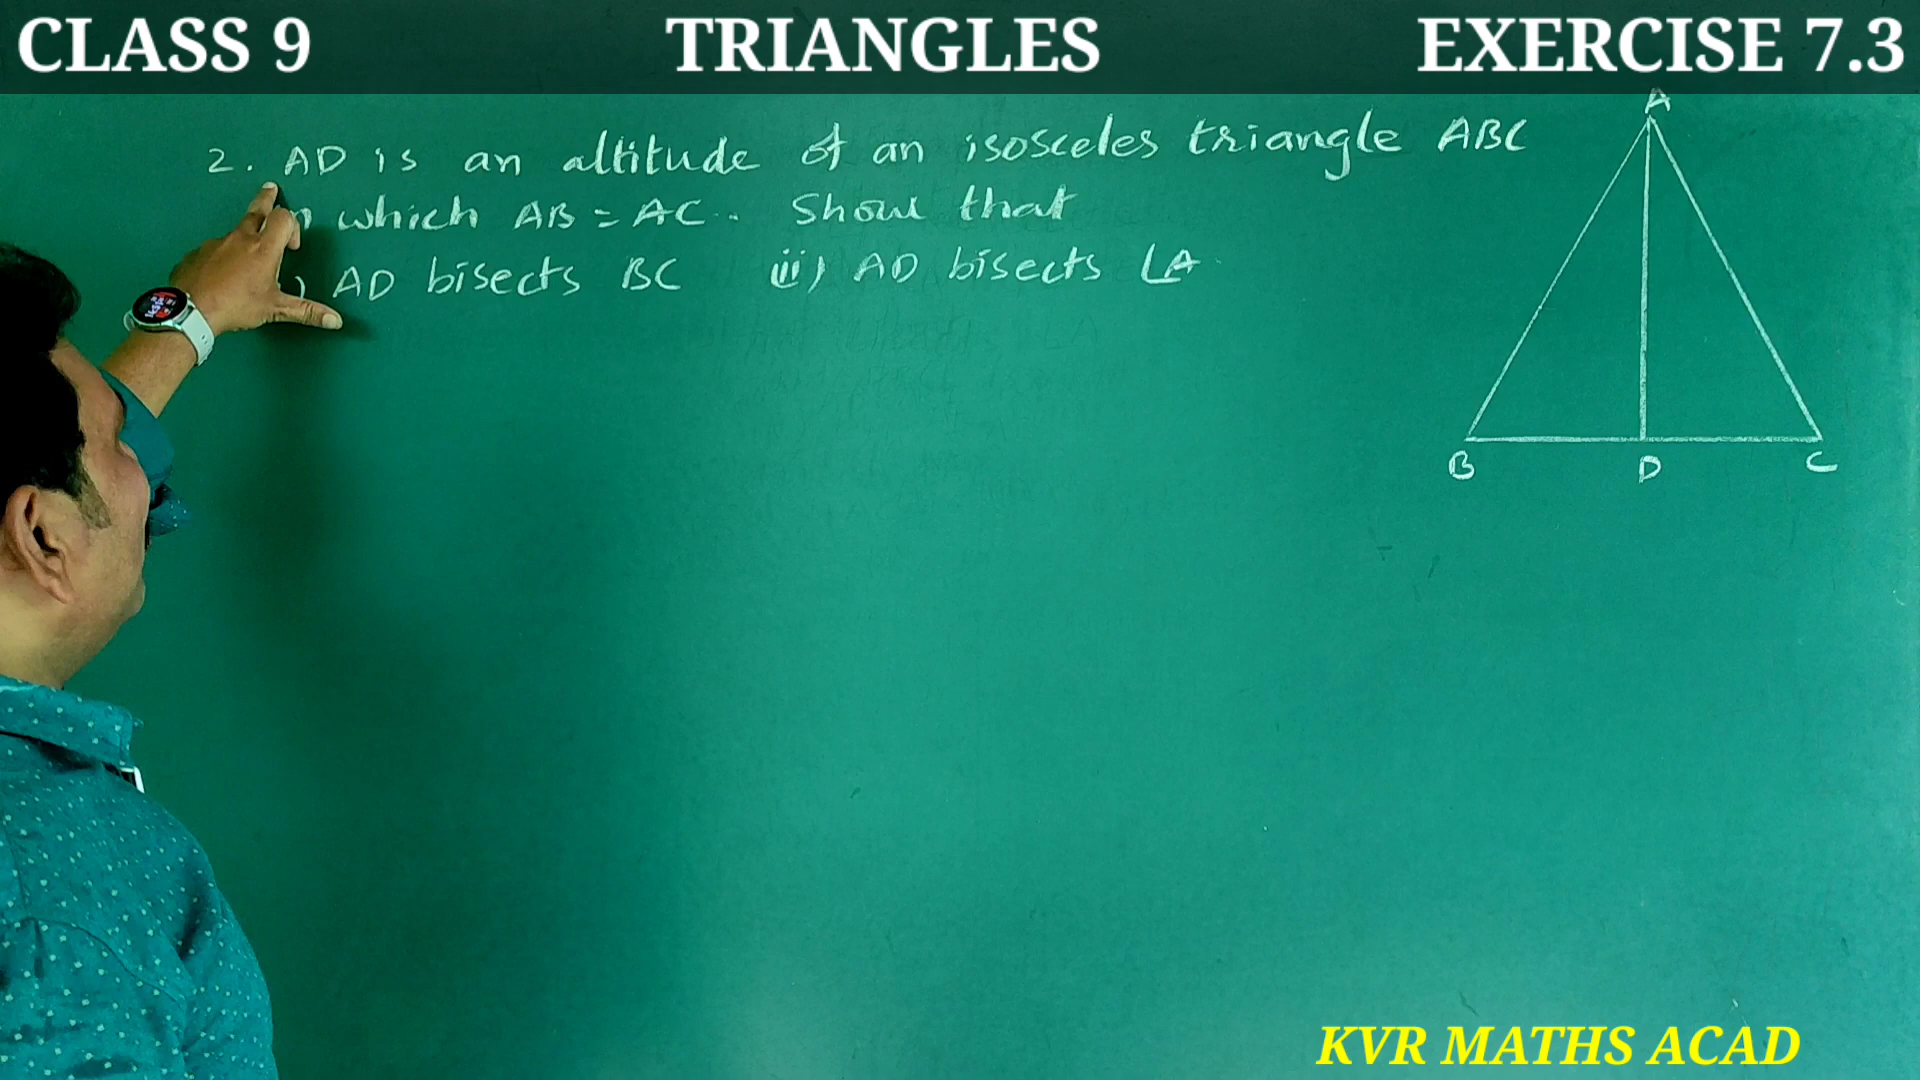 CLASS 9 TRIANGLES EXERCISE 7.3
2. AD is an altitude of an isosceles triangle ABC
which AB = AC. Show that
) AD bisects BC ii) AD bisects ∠A
A
B D C
KVR MATHS ACAD